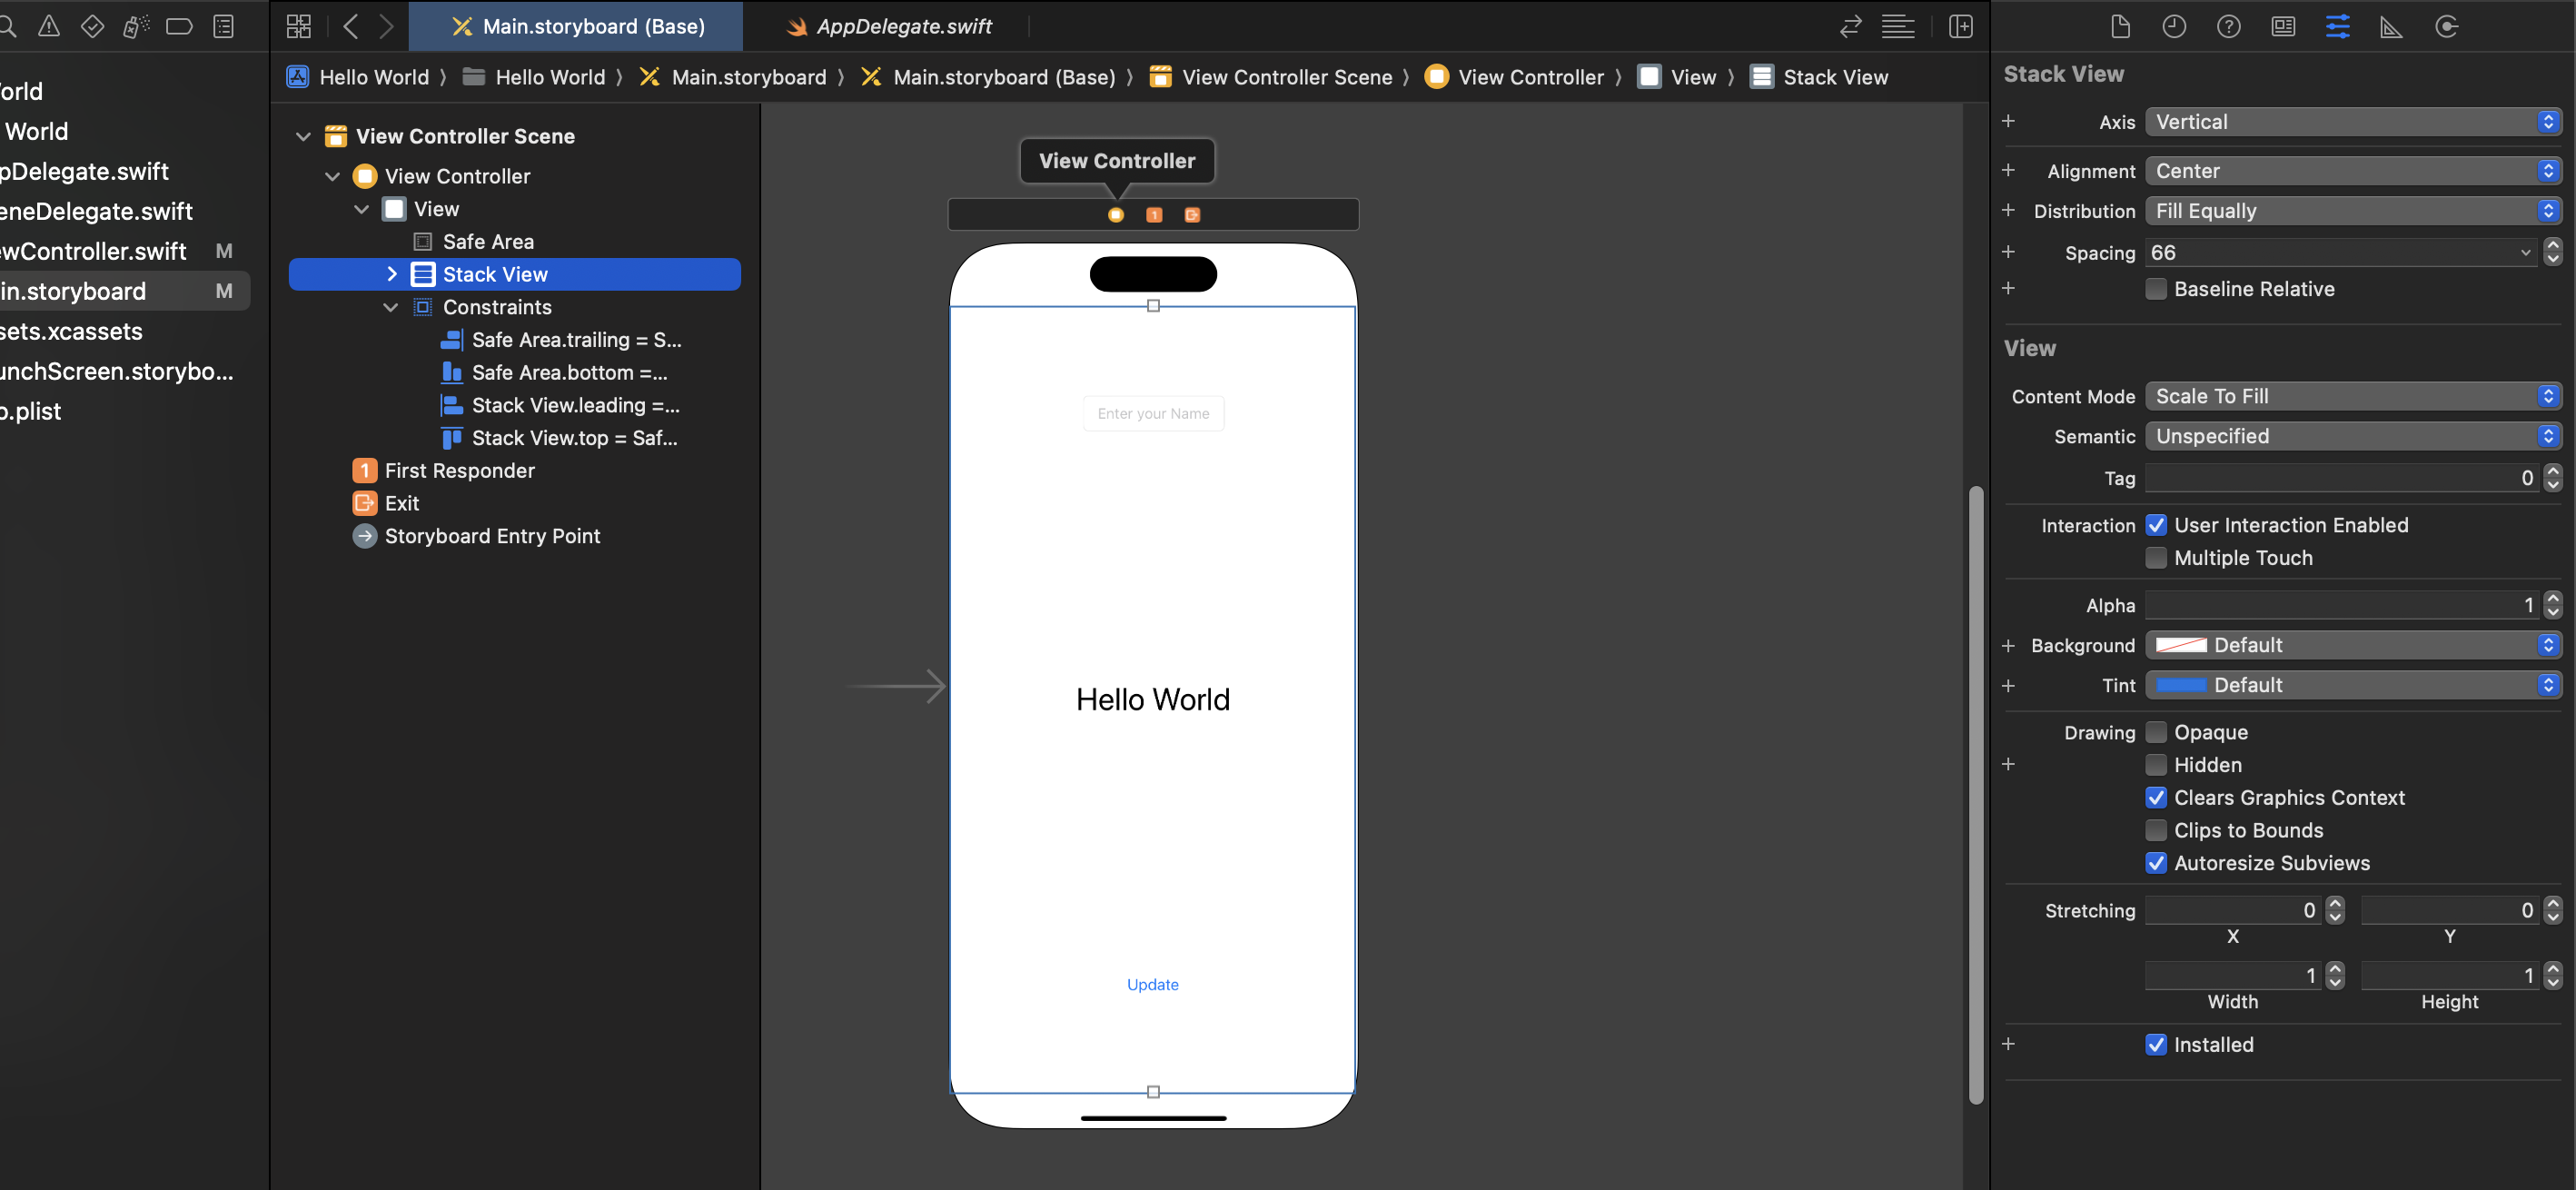 Main.storyboard (Base)
AppDelegate.swift
Hello World
Hello World
Main.storyboard
Main.storyboard (Base)
View Controller Scene
View Controller
View
Stack View
orld
World
pDelegate.swift
eneDelegate.swift
wController.swift M
in.storyboard M
sets.xcassets
unchScreen.storybo...
o.plist
View Controller Scene
View Controller
View
Safe Area
Stack View
Constraints
Safe Area.trailing = S...
Safe Area.bottom =...
Stack View.leading =...
Stack View.top = Saf...
1 First Responder
Exit
Storyboard Entry Point
View Controller
1
Enter your Name
Hello World
Update
Stack View
Axis Vertical
Alignment Center
Distribution Fill Equally
Spacing 66
Baseline Relative
View
Content Mode Scale To Fill
Semantic Unspecified
Tag 0
Interaction User Interaction Enabled
Multiple Touch
Alpha 1
Background Default
Tint Default
Drawing Opaque
Hidden
Clears Graphics Context
Clips to Bounds
Autoresize Subviews
Stretching 0 0
X Y
1 1
Width Height
Installed